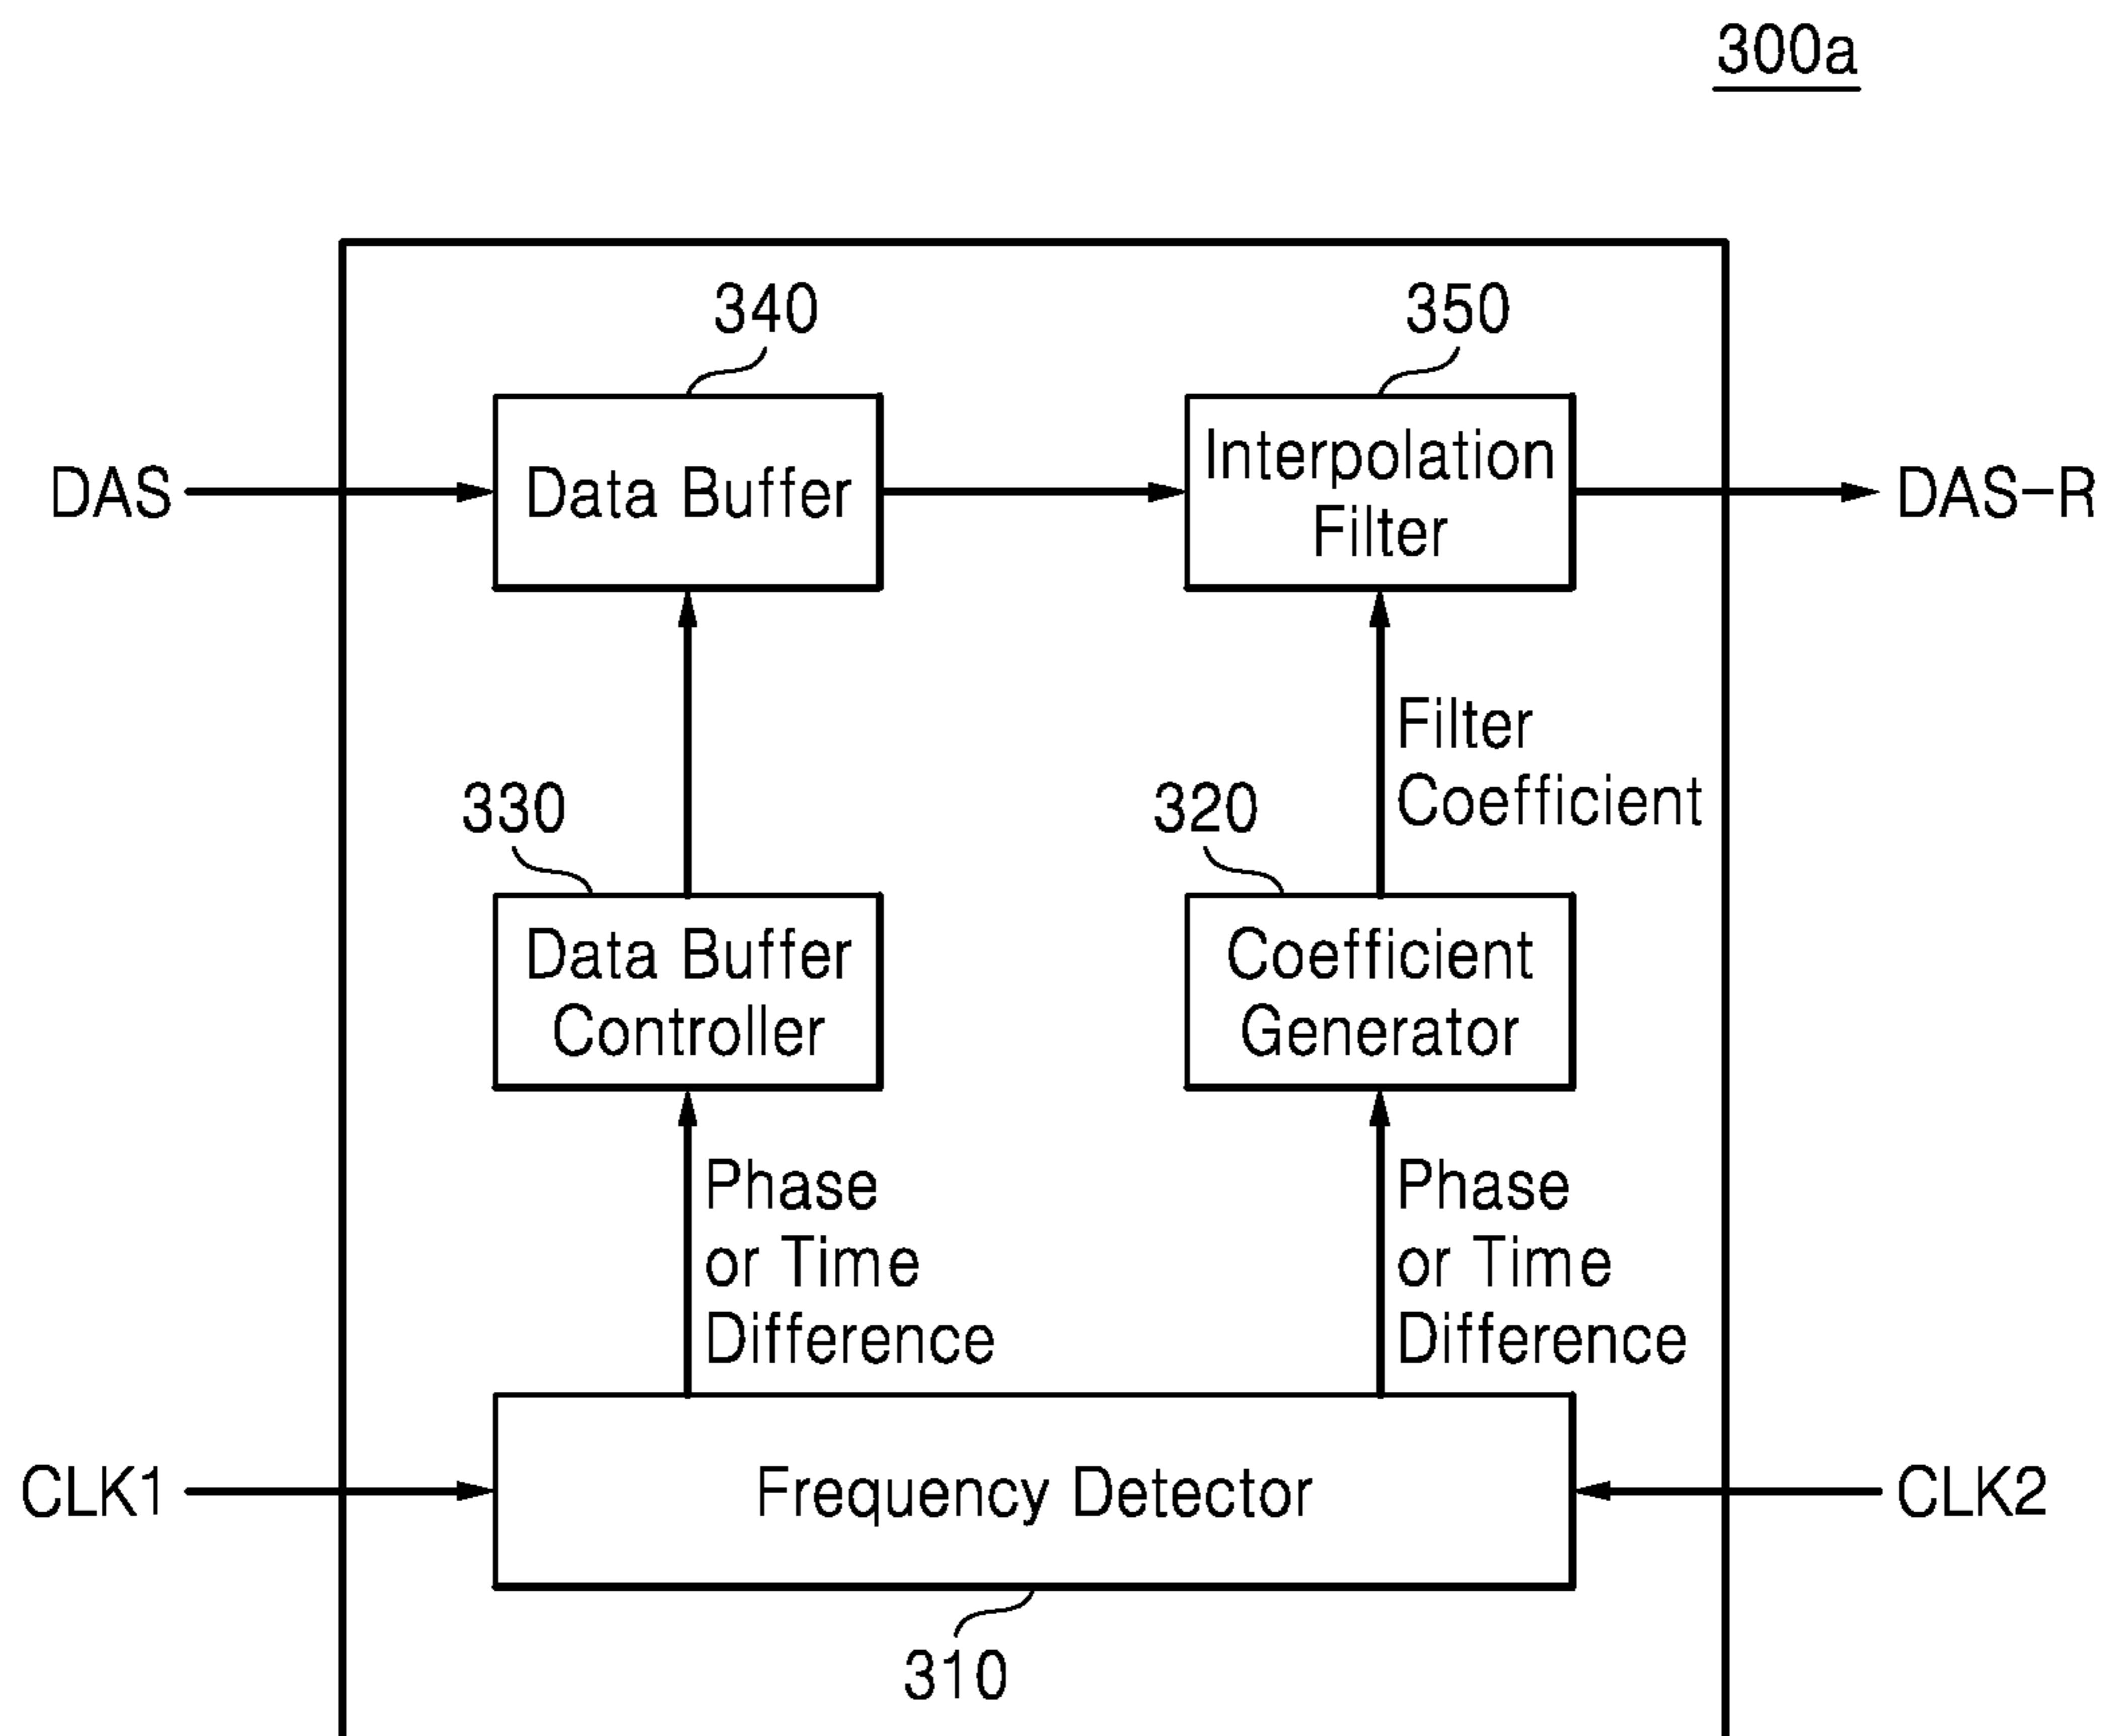 300a
340
350
DAS
Data Buffer
Interpolation
Filter
DAS-R
Filter
Coefficient
330
320
Data Buffer
Controller
Coefficient
Generator
Phase
or Time
Difference
Phase
or Time
Difference
CLK1
Frequency Detector
CLK2
310